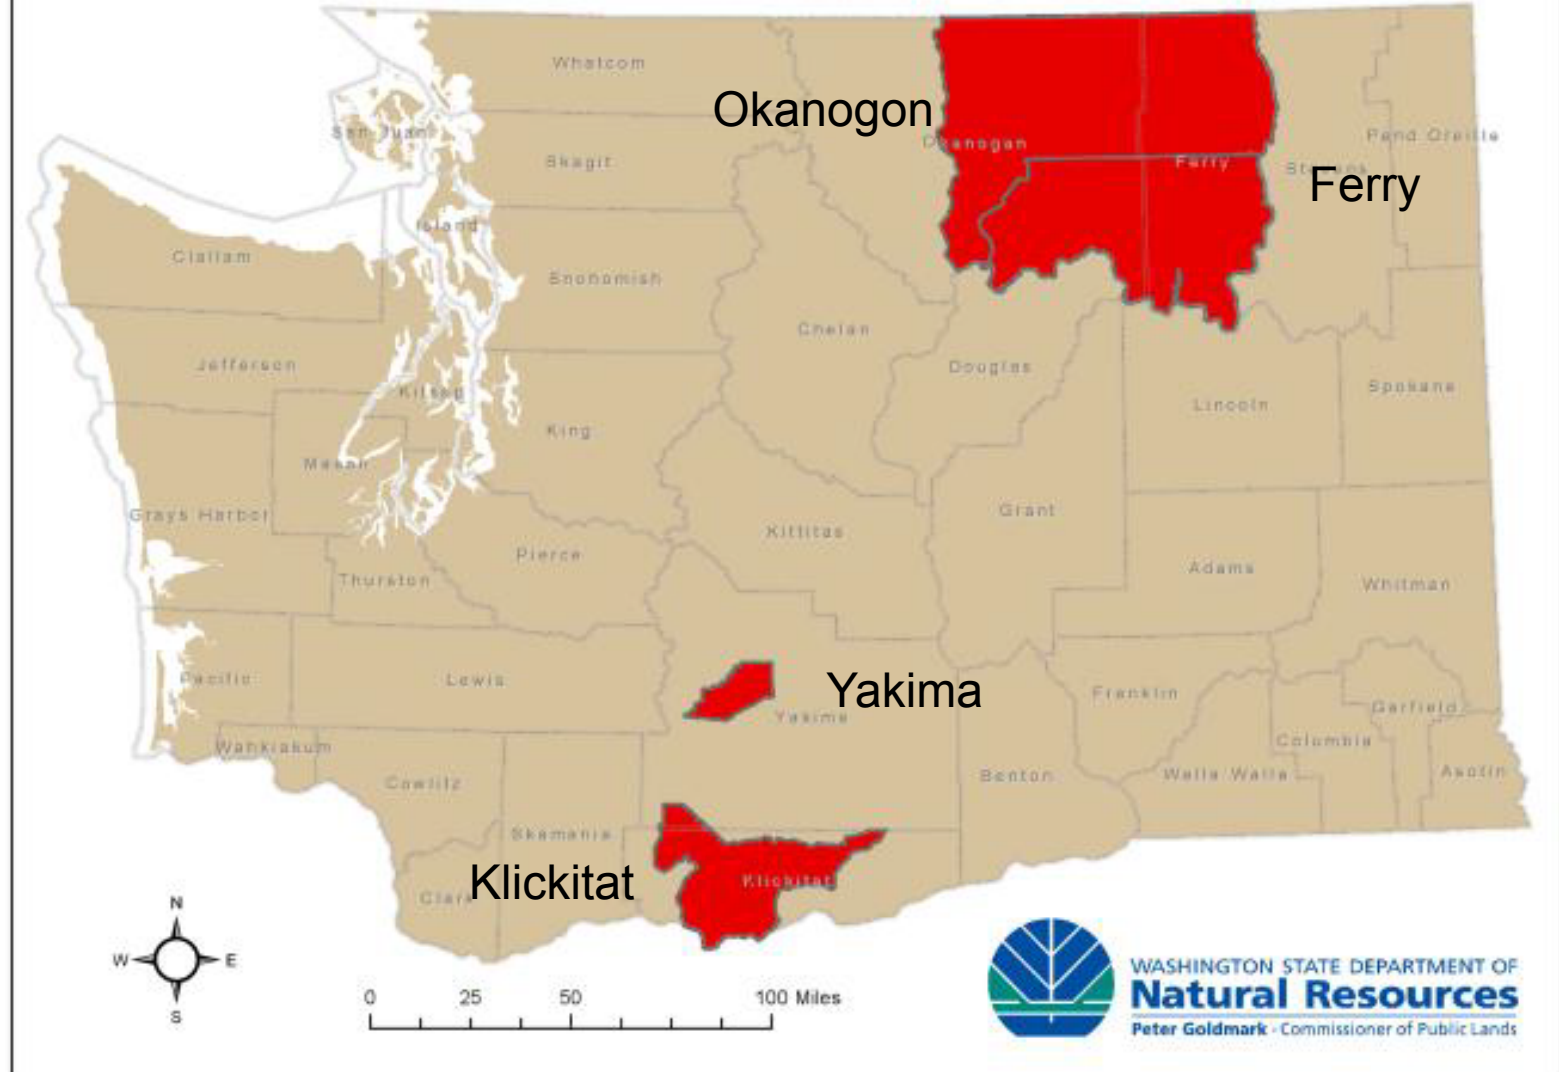 Whatcom
Okanogon
San Juan
Okanogan
Pend Oreille
Skagit
Ferry
Stevens
Ferry
Island
Clallam
Snohomish
Chelan
Jefferson
Douglas
Kitsap
Spokane
Lincoln
King
Mason
Grays Harbor
Grant
Kittitas
Pierce
Adams
Thurston
Whitman
Pacific
Lewis
Yakima
Franklin
Yakima
Garfield
Wahkiakum
Columbia
Cowlitz
Benton
Walla Walla
Asotin
Skamania
Klickitat
Klickitat
Clark
N
W
E
S
0 25 50 100 Miles
WASHINGTON STATE DEPARTMENT OF
Natural Resources
Peter Goldmark - Commissioner of Public Lands